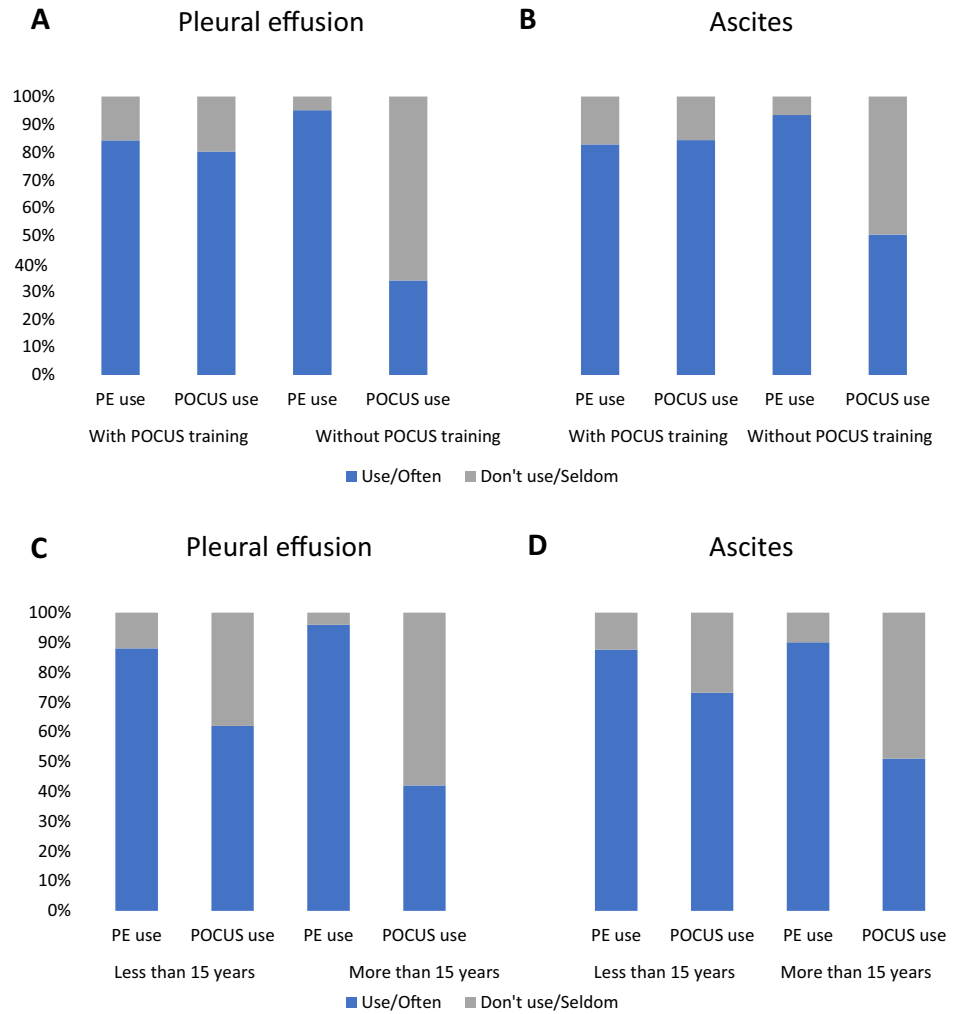 A Pleural effusion
B Ascites
100%
90%
80%
70%
60%
50%
40%
30%
20%
10%
0%
PE use POCUS use PE use POCUS use
PE use POCUS use PE use POCUS use
With POCUS training Without POCUS training
With POCUS training Without POCUS training
Use/Often Don't use/Seldom
C Pleural effusion
D Ascites
100%
90%
80%
70%
60%
50%
40%
30%
20%
10%
0%
PE use POCUS use PE use POCUS use
PE use POCUS use PE use POCUS use
Less than 15 years More than 15 years
Less than 15 years More than 15 years
Use/Often Don't use/Seldom